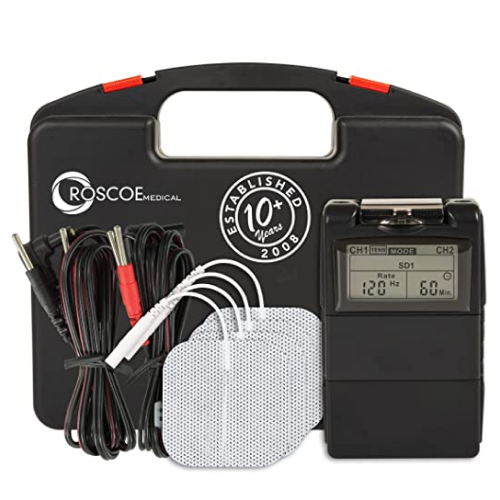 ROSCOE MEDICAL
ESTABLISHED
10+
Years
2008
CH1 TENS MODE CH2
SD1
Rate
120 Hz 60 Min.